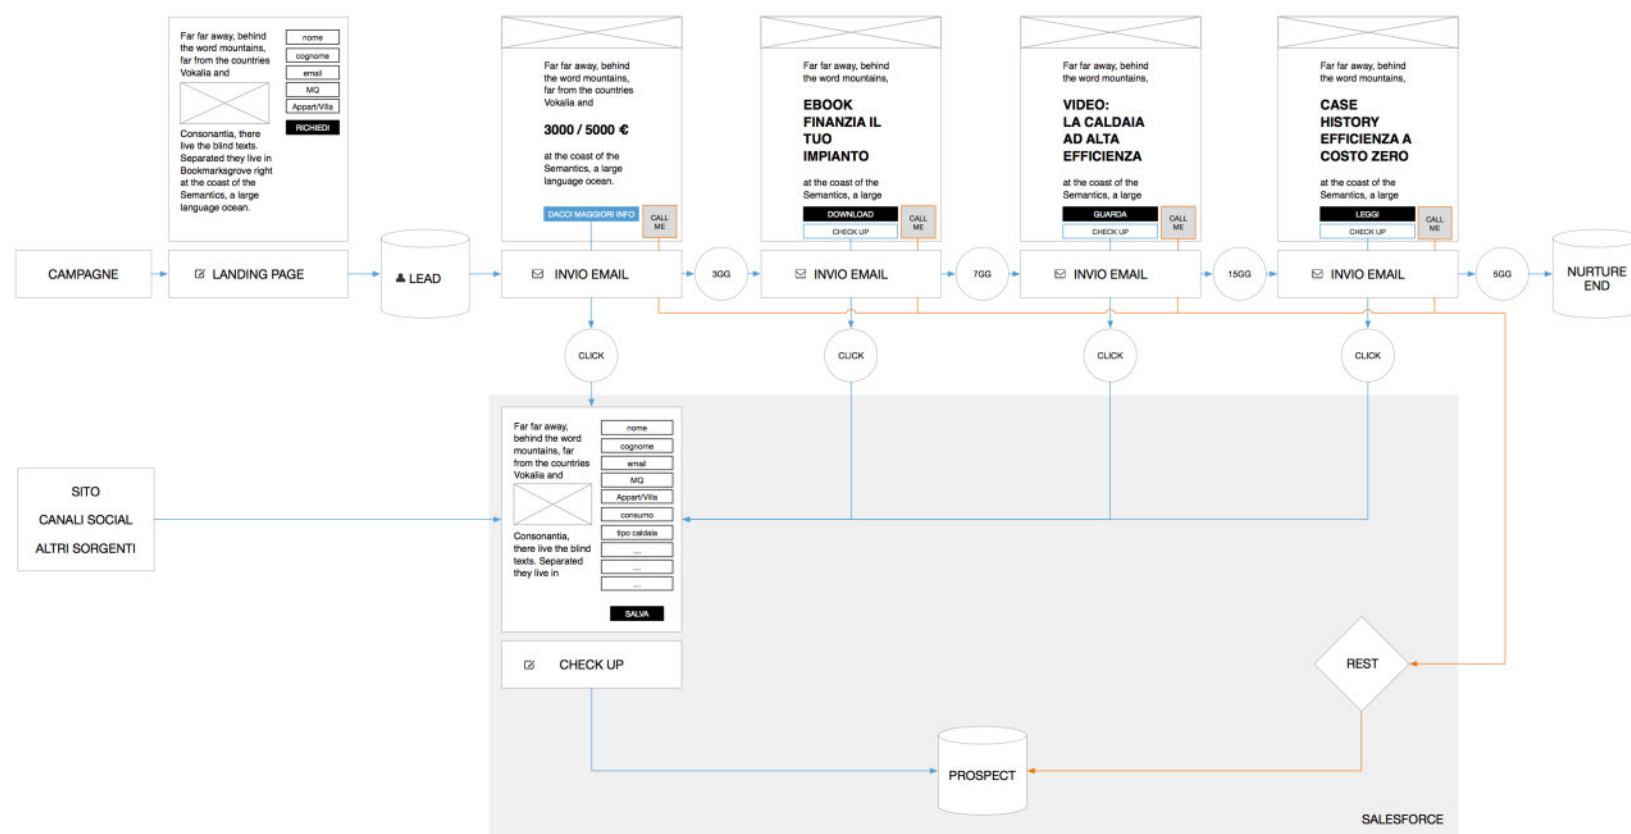 Far far away, behind
the word mountains,
far from the countries
Vokalia and
Consonantia, there
live the blind texts.
Separated they live in
Bookmarksgrove right
at the coast of the
Semantics, a large
language ocean.
nome
cognome
email
MQ
Appart/Villa
RICHIEDI
Far far away, behind
the word mountains,
far from the countries
Vokalia and
3000 / 5000 €
at the coast of the
Semantics, a large
language ocean.
DACCI MAGGIORI INFO
CALL
ME
Far far away, behind
the word mountains,
EBOOK
FINANZIA IL
TUO
IMPIANTO
at the coast of the
Semantics, a large
DOWNLOAD
CHECK UP
CALL
ME
Far far away, behind
the word mountains,
VIDEO:
LA CALDAIA
AD ALTA
EFFICIENZA
at the coast of the
Semantics, a large
GUARDA
CHECK UP
CALL
ME
Far far away, behind
the word mountains,
CASE
HISTORY
EFFICIENZA A
COSTO ZERO
at the coast of the
Semantics, a large
LEGGI
CHECK UP
CALL
ME
CAMPAGNE
LANDING PAGE
LEAD
INVIO EMAIL
3GG
INVIO EMAIL
7GG
INVIO EMAIL
15GG
INVIO EMAIL
5GG
NURTURE
END
CLICK
CLICK
CLICK
CLICK
SITO
CANALI SOCIAL
ALTRI SORGENTI
Far far away,
behind the word
mountains, far
from the countries
Vokalia and
Consonantia,
there live the blind
texts. Separated
they live in
nome
cognome
email
MQ
Appart/Villa
consumo
tipo caldaia
...
...
...
SALVA
CHECK UP
REST
PROSPECT
SALESFORCE